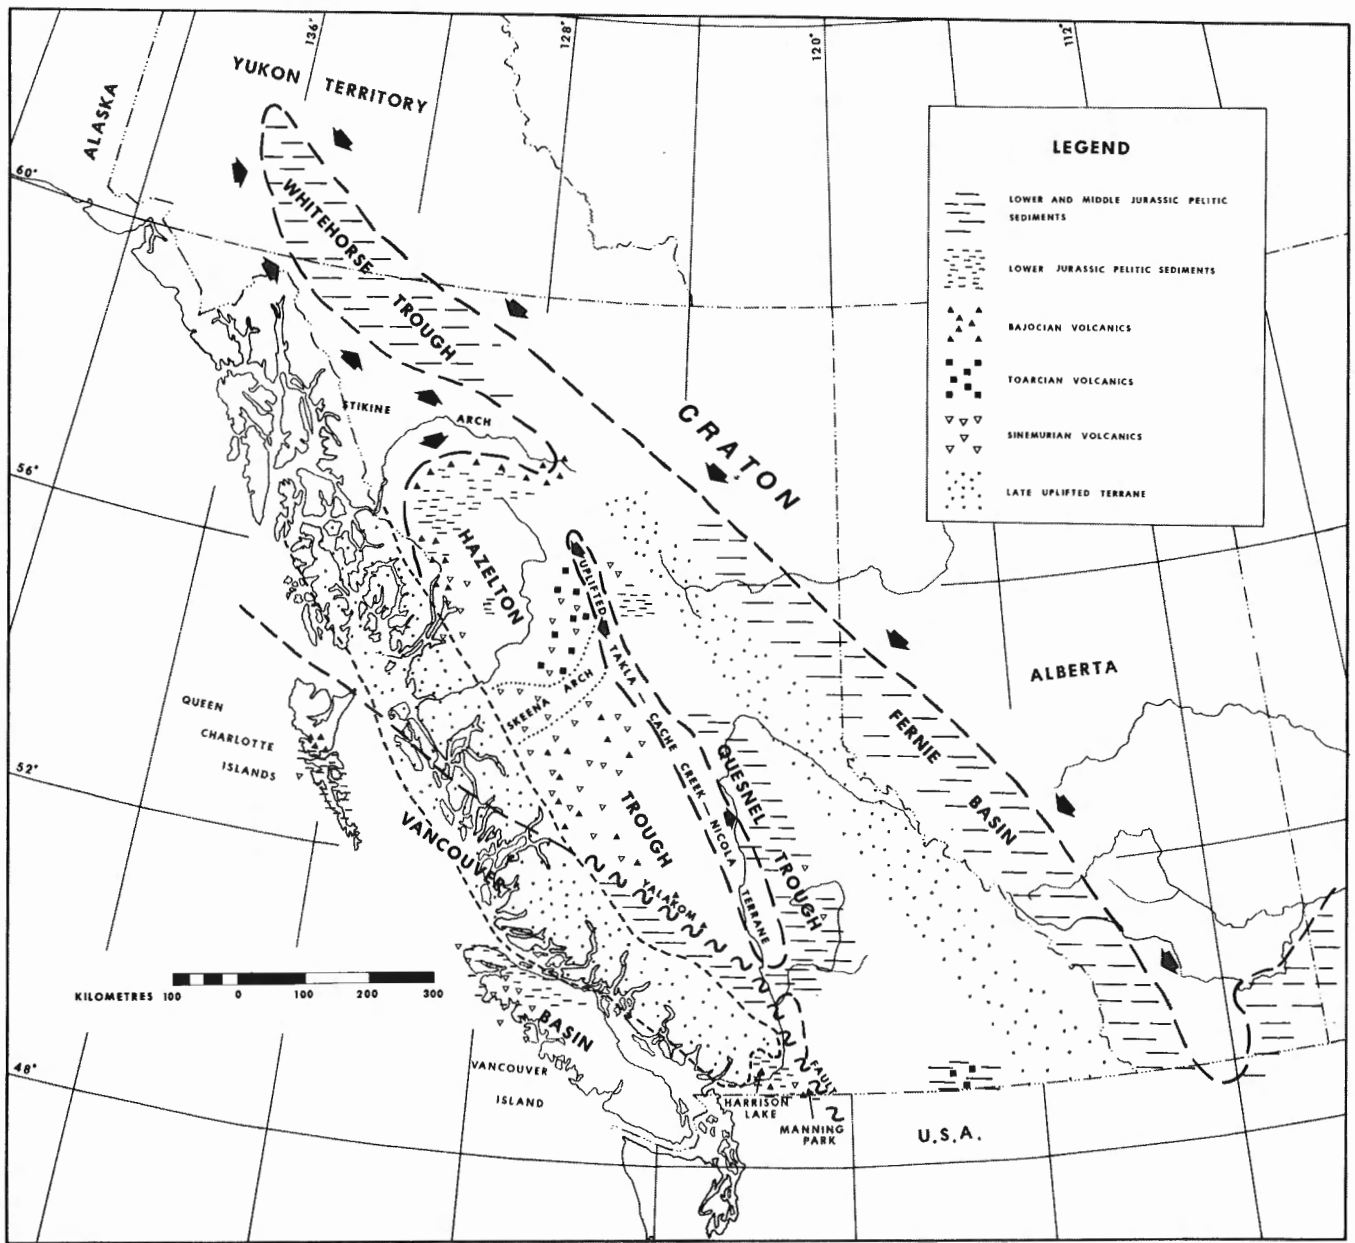 136°
128°
120°
112°
YUKON TERRITORY
ALASKA
60°
LEGEND
LOWER AND MIDDLE JURASSIC PELITIC
SEDIMENTS
LOWER JURASSIC PELITIC SEDIMENTS
BAJOCIAN VOLCANICS
TOARCIAN VOLCANICS
SINEMURIAN VOLCANICS
LATE UPLIFTED TERRANE
WHITEHORSE
TROUGH
STIKINE
ARCH
CRATON
56°
HAZELTON
TROUGH
UPLIFTED
TAKLA —
CACHE
CREEK —
NICOLA
TERRANE
SKEENA
ARCH
ALBERTA
QUEEN
CHARLOTTE
ISLANDS
FERNIE
BASIN
QUESNEL
TROUGH
52°
VANCOUVER
BASIN
YALAKOM
FAULT
KILOMETRES 100 0 100 200 300
VANCOUVER
ISLAND
48°
HARRISON
LAKE
MANNING
PARK
U.S.A.